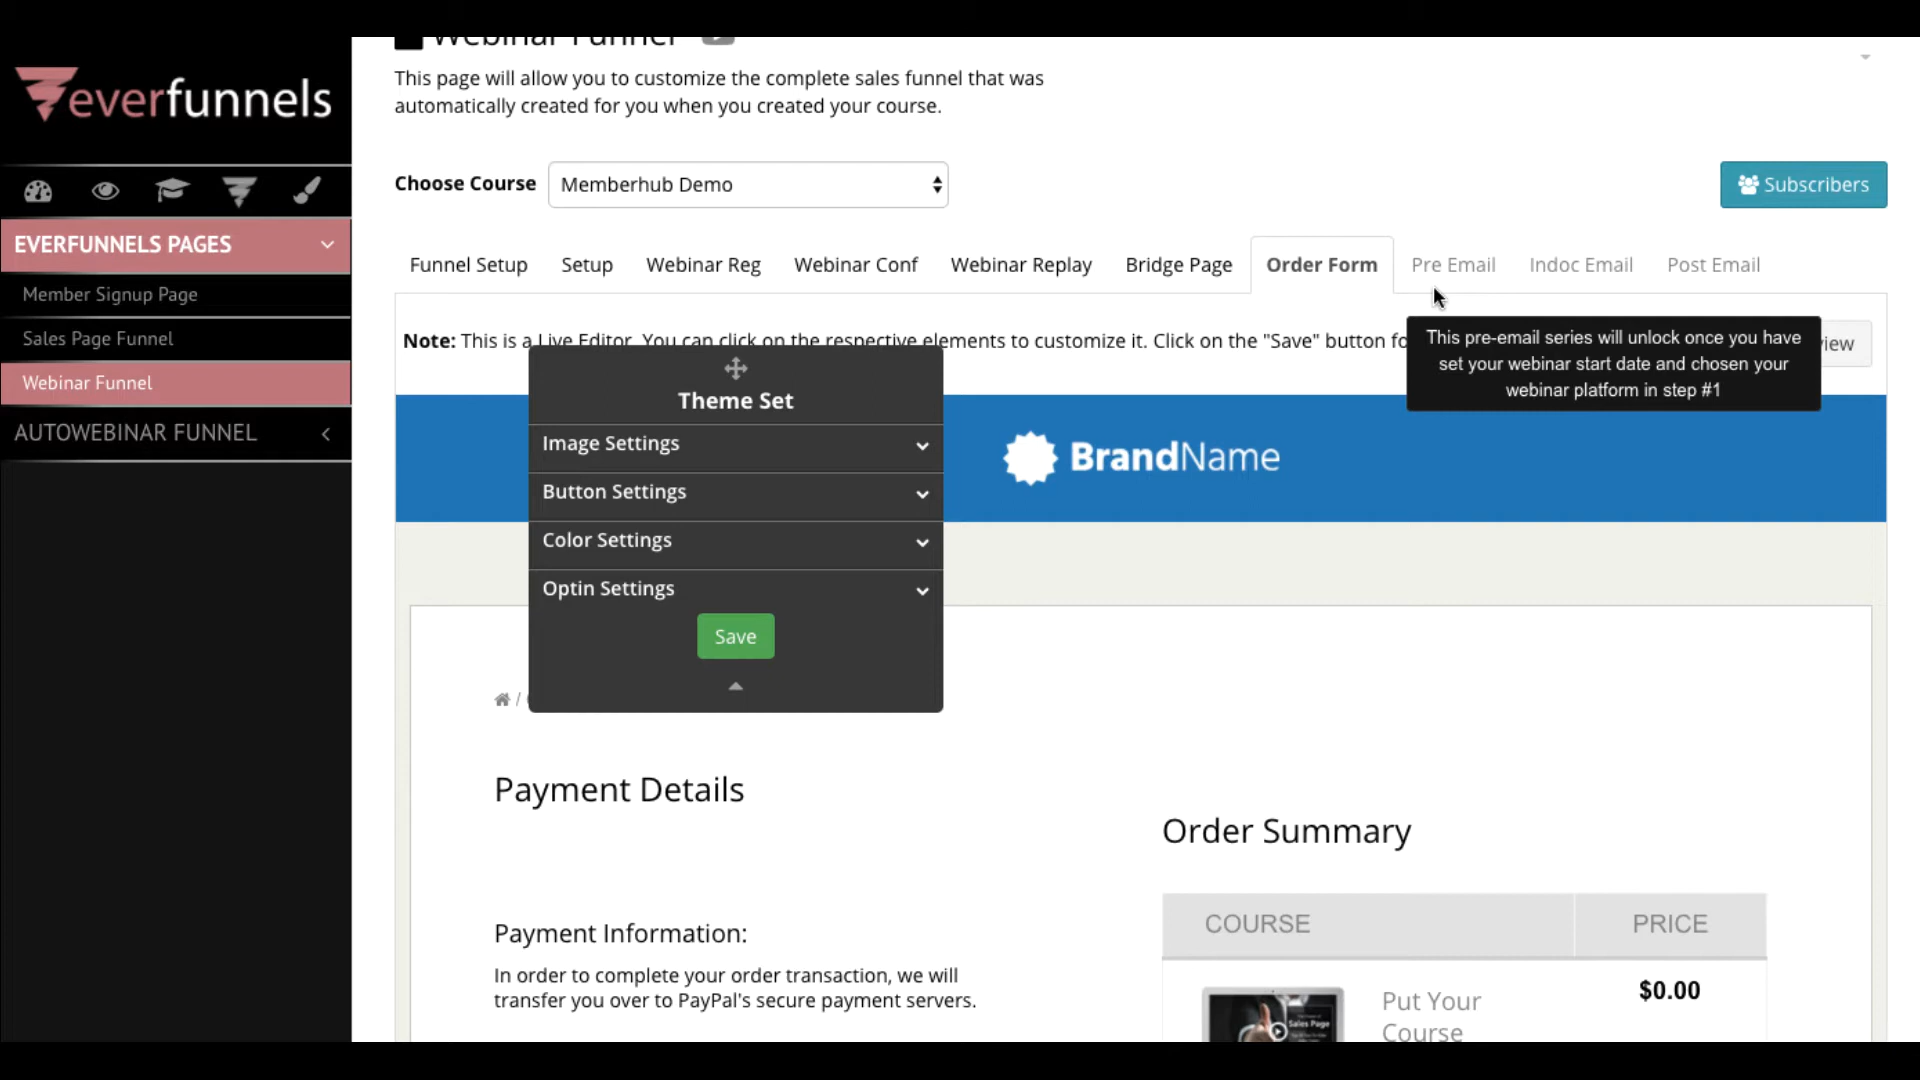 Webinar Funnel
everfunnels
This page will allow you to customize the complete sales funnel that was
automatically created for you when you created your course.
Choose Course
Memberhub Demo
Subscribers
EVERFUNNELS PAGES
Member Signup Page
Sales Page Funnel
Webinar Funnel
AUTOWEBINAR FUNNEL
Funnel Setup
Setup
Webinar Reg
Webinar Conf
Webinar Replay
Bridge Page
Order Form
Pre Email
Indoc Email
Post Email
Note: This is a Live Editor. You can click on the respective elements to customize it. Click on the "Save" button fo
This pre-email series will unlock once you have
set your webinar start date and chosen your
webinar platform in step #1
iew
Theme Set
Image Settings
Button Settings
Color Settings
Optin Settings
Save
BrandName
/
Payment Details
Payment Information:
In order to complete your order transaction, we will
transfer you over to PayPal's secure payment servers.
Order Summary
COURSE
PRICE
Sales Page
Put Your
Course
$0.00